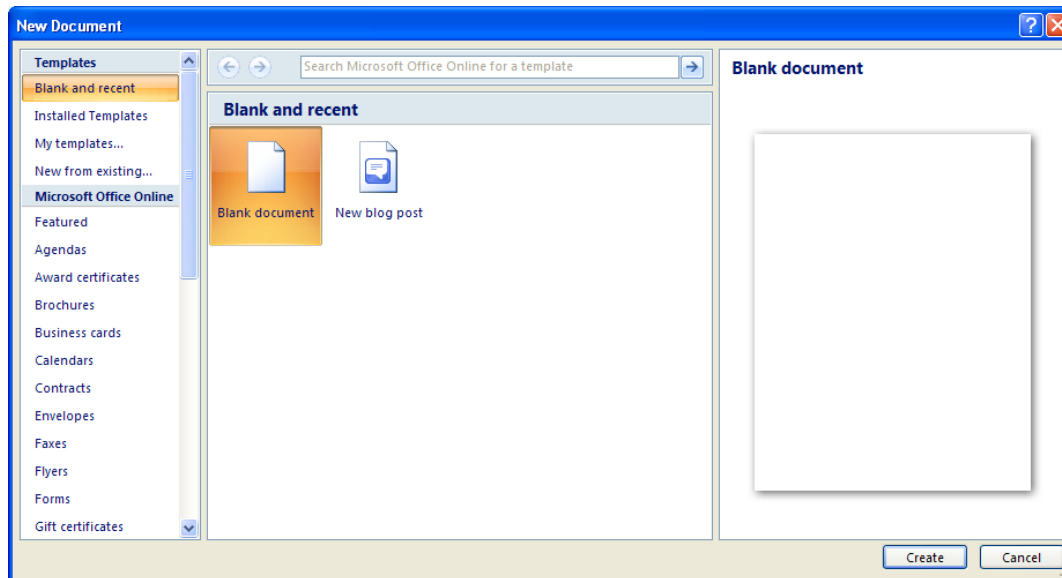 New Document
Templates
Blank and recent
Installed Templates
My templates...
New from existing...
Microsoft Office Online
Featured
Agendas
Award certificates
Brochures
Business cards
Calendars
Contracts
Envelopes
Faxes
Flyers
Forms
Gift certificates
Search Microsoft Office Online for a template
Blank and recent
Blank document
New blog post
Blank document
Create
Cancel